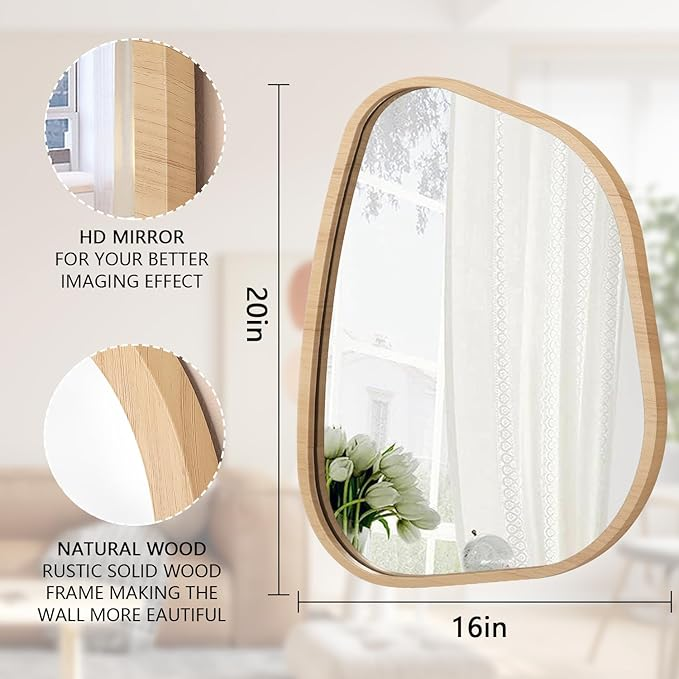 HD MIRROR
FOR YOUR BETTER
IMAGING EFFECT
20in
NATURAL WOOD
RUSTIC SOLID WOOD
FRAME MAKING THE
WALL MORE EAUTIFUL
16in